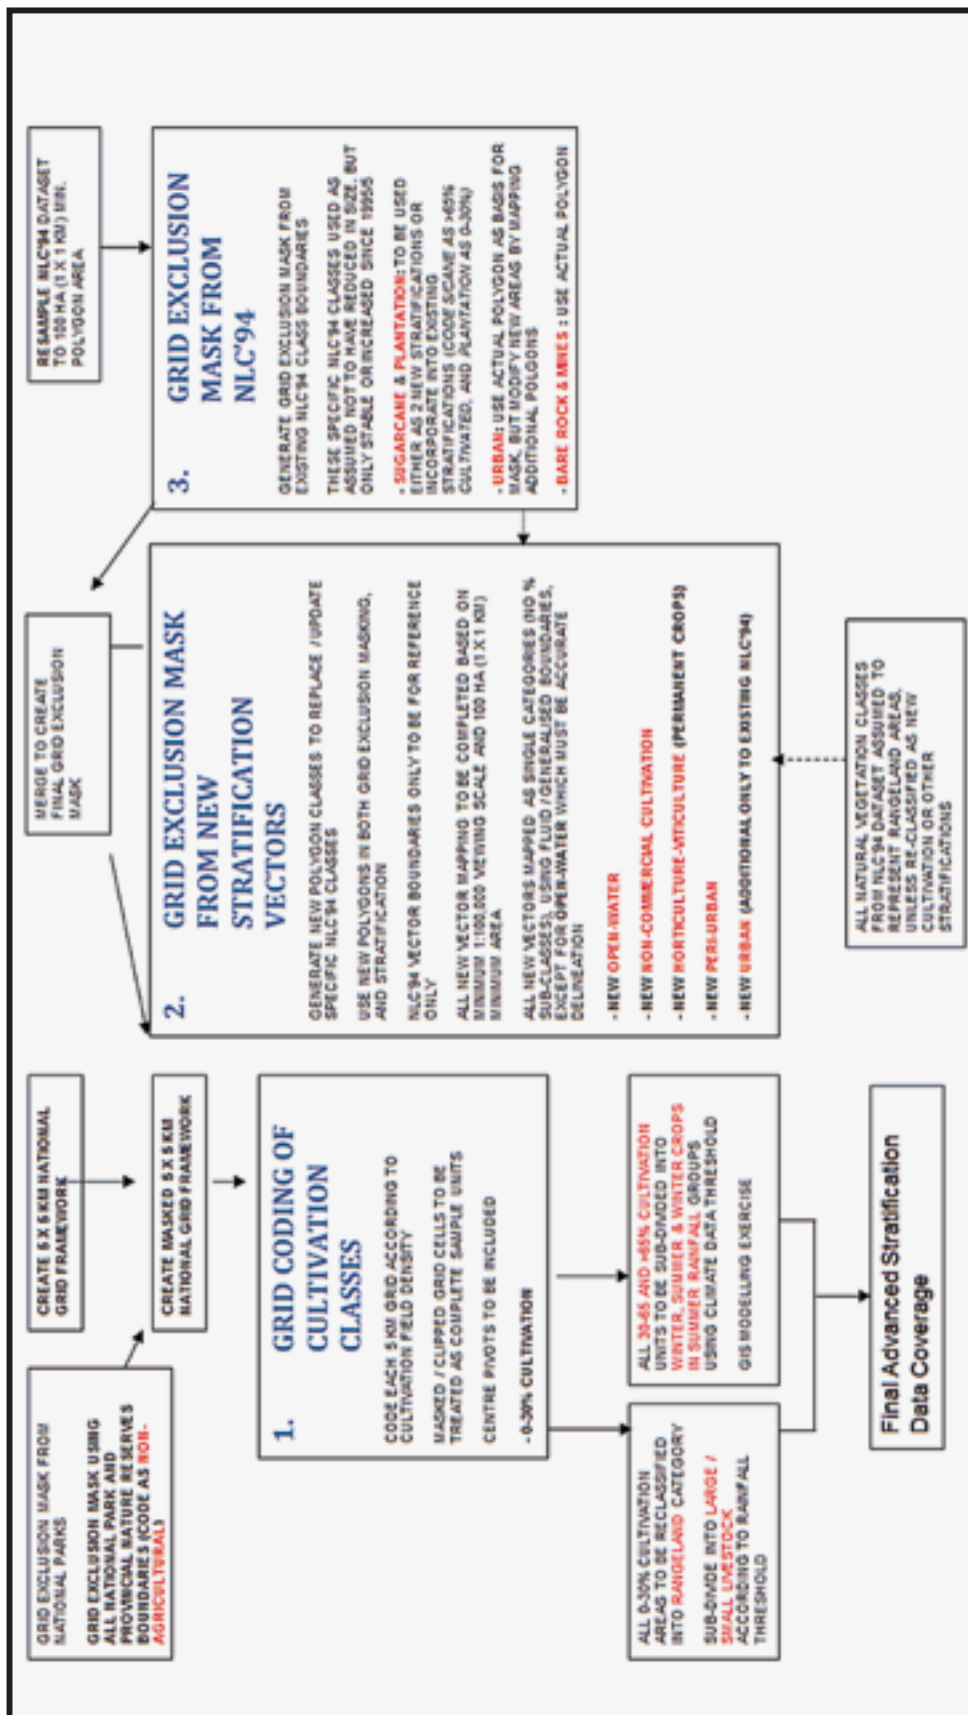 GRID EXCLUSION MASK FROM
NATIONAL PARKS
GRID EXCLUSION MASK USING
ALL NATIONAL PARK AND
PROVINCIAL NATURE RESERVES
BOUNDARIES (CODE AS NON-
AGRICULTURAL)
CREATE 5 X 5 KM NATIONAL
GRID FRAMEWORK
CREATE MASKED 5 X 5 KM
NATIONAL GRID FRAMEWORK
1. GRID CODING OF
CULTIVATION
CLASSES
CODE EACH 5 KM GRID ACCORDING TO
CULTIVATION FIELD DENSITY
MASKED / CLIPPED GRID CELLS TO BE
TREATED AS COMPLETE SAMPLE UNITS
CENTRE PIVOTS TO BE INCLUDED
- 0-30% CULTIVATION
ALL 0-30% CULTIVATION
AREAS TO BE RECLASSIFIED
INTO RANGELAND CATEGORY
SUB-DIVIDE INTO LARGE /
SMALL LIVESTOCK
ACCORDING TO RAINFALL
THRESHOLD
ALL 30-65 AND >65% CULTIVATION
UNITS TO BE SUB-DIVIDED INTO
WINTER, SUMMER & WINTER CROPS
IN SUMMER RAINFALL GROUPS
USING CLIMATE DATA THRESHOLD
GIS MODELLING EXERCISE
Final Advanced Stratification
Data Coverage
MERGE TO CREATE
FINAL GRID EXCLUSION
MASK
2. GRID EXCLUSION MASK
FROM NEW
STRATIFICATION
VECTORS
GENERATE NEW POLYGON CLASSES TO REPLACE / UPDATE
SPECIFIC NLC'94 CLASSES
USE NEW POLYGONS IN BOTH GRID EXCLUSION MASKING,
AND STRATIFICATION
NLC'94 VECTOR BOUNDARIES ONLY TO BE FOR REFERENCE
ONLY
ALL NEW VECTOR MAPPING TO BE COMPLETED BASED ON
MINIMUM 1:100,000 VIEWING SCALE AND 100 HA (1 X 1 KM)
MINIMUM AREA
ALL NEW VECTORS MAPPED AS SINGLE CATEGORIES (NO %
SUB-CLASSES), USING FLUID / GENERALISED BOUNDARIES,
EXCEPT FOR OPEN-WATER WHICH MUST BE ACCURATE
DELINEATION
- NEW OPEN-WATER
- NEW NON-COMMERCIAL CULTIVATION
- NEW HORTICULTURE-VITICULTURE (PERMANENT CROPS)
- NEW PERI-URBAN
- NEW URBAN (ADDITIONAL ONLY TO EXISTING NLC'94)
ALL NATURAL VEGETATION CLASSES
FROM NLC'94 DATASET ASSUMED TO
REPRESENT RANGELAND AREAS,
UNLESS RE-CLASSIFIED AS NEW
CULTIVATION OR OTHER
STRATIFICATIONS
RESAMPLE NLC'94 DATASET
TO 100 HA (1 X 1 KM) MIN.
POLYGON AREA
3. GRID EXCLUSION
MASK FROM
NLC'94
GENERATE GRID EXCLUSION MASK FROM
EXISTING NLC'94 CLASS BOUNDARIES
THESE SPECIFIC NLC'94 CLASSES USED AS
ASSUMED NOT TO HAVE REDUCED IN SIZE, BUT
ONLY STABLE OR INCREASED SINCE 1995/6
- SUGARCANE & PLANTATION: TO BE USED
EITHER AS 2 NEW STRATIFICATIONS OR
INCORPORATE INTO EXISTING
STRATIFICATIONS (CODE S/CANE AS >65%
CULTIVATED, AND PLANTATION AS 0-30%)
- URBAN: USE ACTUAL POLYGON AS BASIS FOR
MASK, BUT MODIFY NEW AREAS BY MAPPING
ADDITIONAL POLOGONS
- BARE ROCK & MINES : USE ACTUAL POLYGON